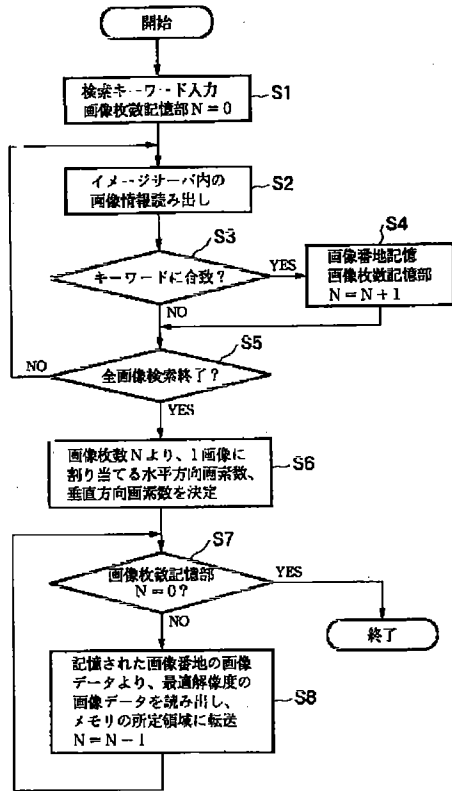 開始
検索キーワード入力
画像枚数記憶部N=0
S1
イメージサーバ内の
画像情報読み出し
S2
S3
キーワードに合致?
YES
NO
S4
画像番地記憶
画像枚数記憶部
N=N+1
S5
全画像検索終了?
NO
YES
画像枚数Nより、1画像に
割り当てる水平方向画素数、
垂直方向画素数を決定
S6
S7
画像枚数記憶部
N=0?
YES
NO
終了
記憶された画像番地の画像
データより、最適解像度の
画像データを読み出し、
メモリの所定領域に転送
N=N-1
S8